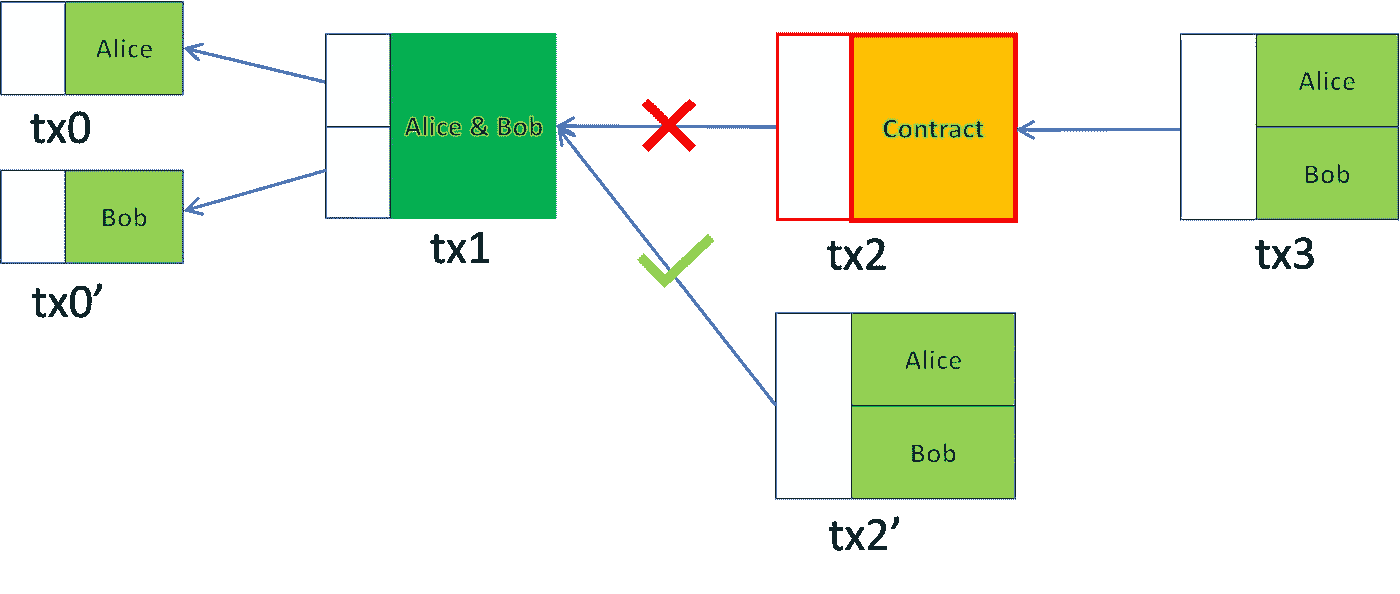 Alice
tx0
Bob
tx0’
Alice & Bob
tx1
Contract
tx2
Alice
Bob
tx3
Alice
Bob
tx2’